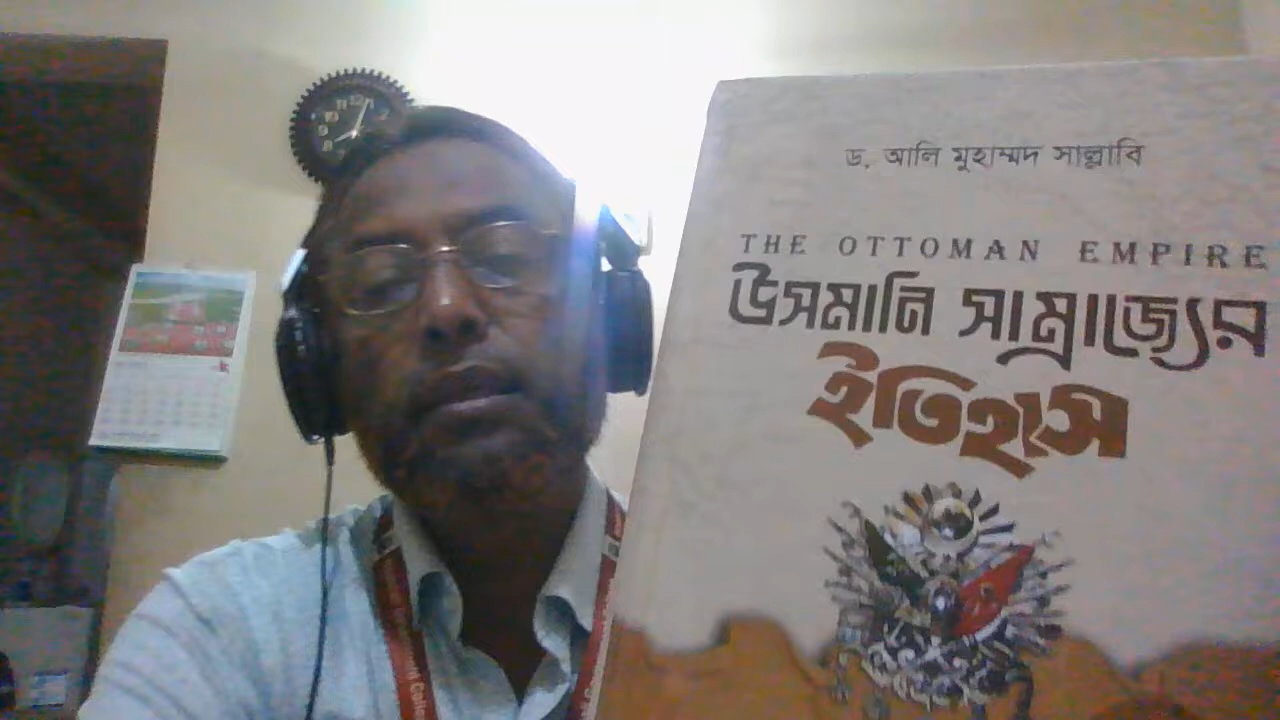 ড. আলি মুহাম্মদ সাল্লাবি
THE OTTOMAN EMPIRE
উসমানি সাম্রাজ্যের
ইতিহাস